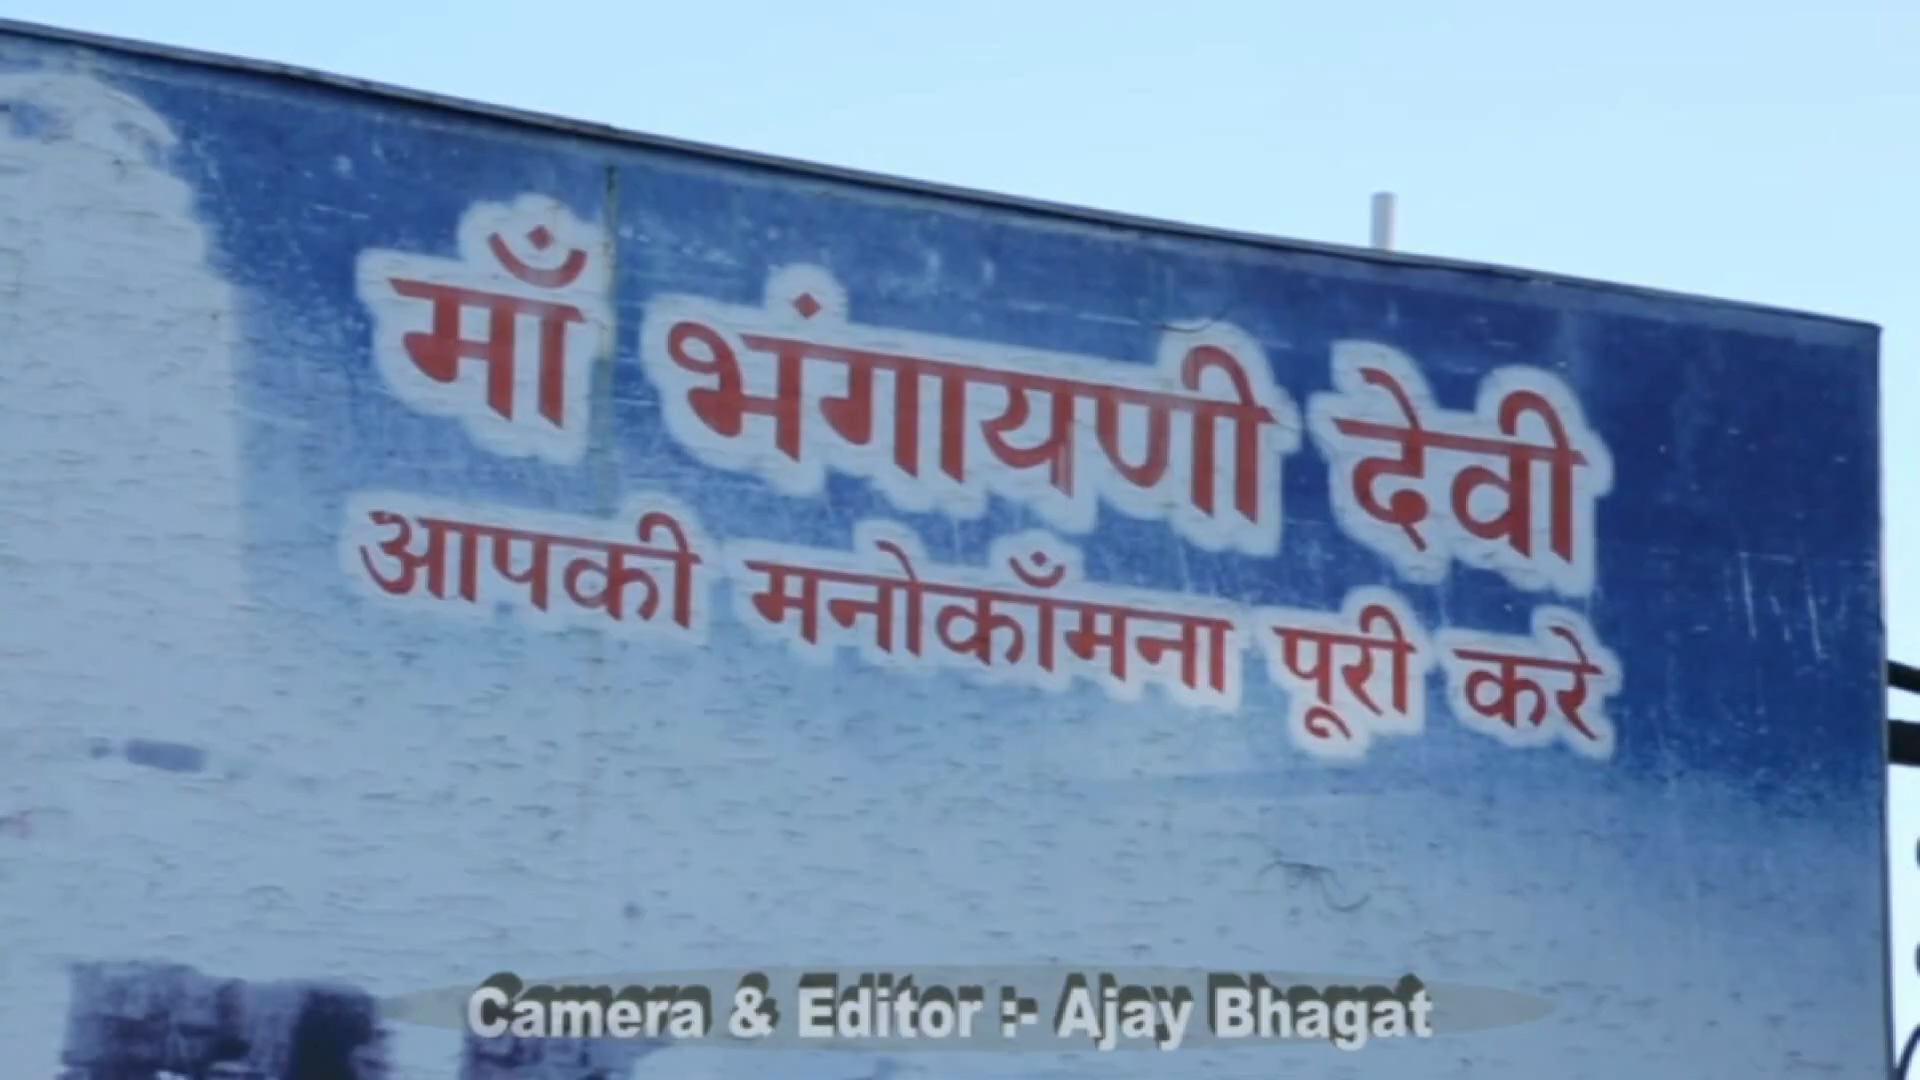 माँ भंगायणी देवी
आपकी मनोकाँमना पूरी करे
Camera & Editor :- Ajay Bhagat